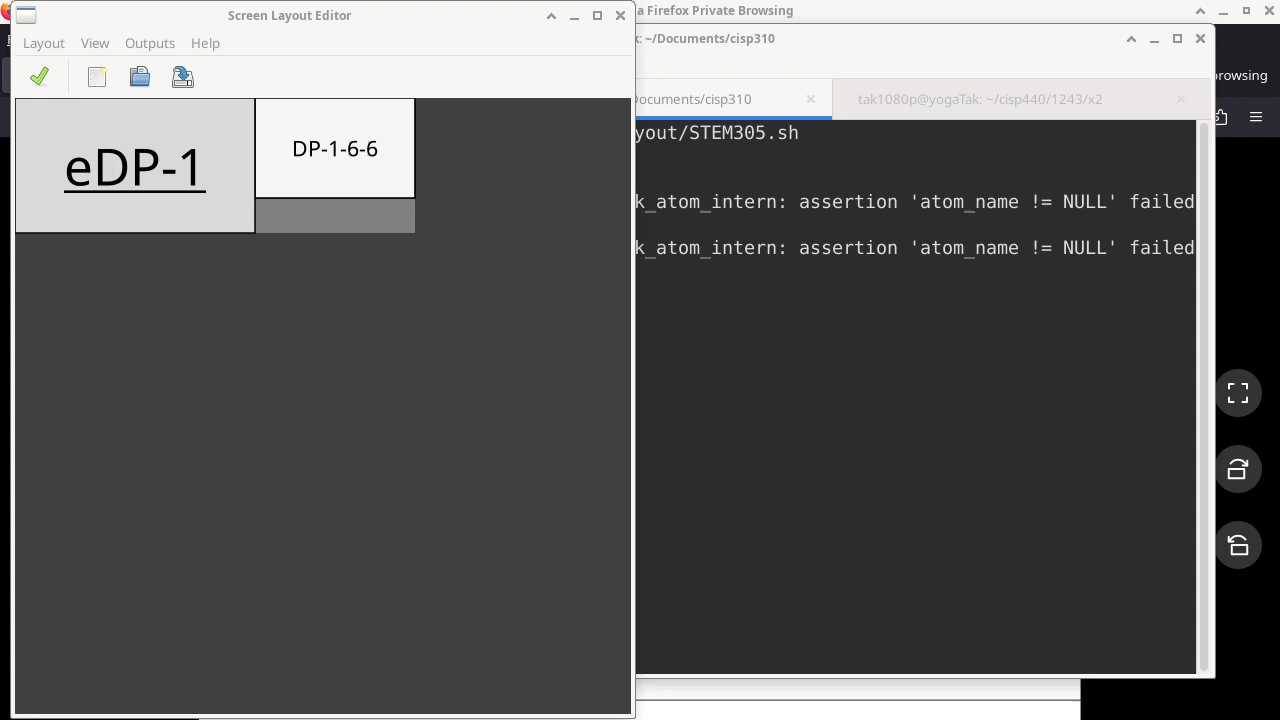 Screen Layout Editor
Layout View Outputs Help
eDP-1
DP-1-6-6
a Firefox Private Browsing
k: ~/Documents/cisp310
ocuments/cisp310
tak1080p@yogaTak: ~/cisp440/1243/x2
rowsing
yout/STEM305.sh
k_atom_intern: assertion 'atom_name != NULL' failed
k_atom_intern: assertion 'atom_name != NULL' failed